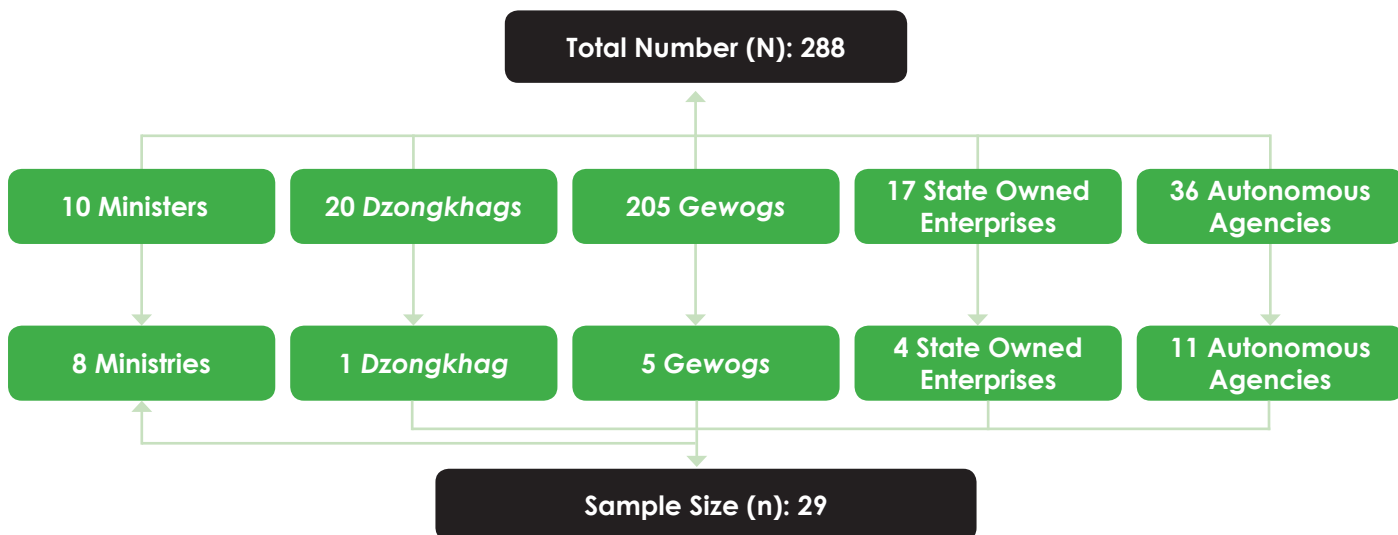 Total Number (N): 288
10 Ministers
20 Dzongkhags
205 Gewogs
17 State Owned
Enterprises
36 Autonomous
Agencies
8 Ministries
1 Dzongkhag
5 Gewogs
4 State Owned
Enterprises
11 Autonomous
Agencies
Sample Size (n): 29